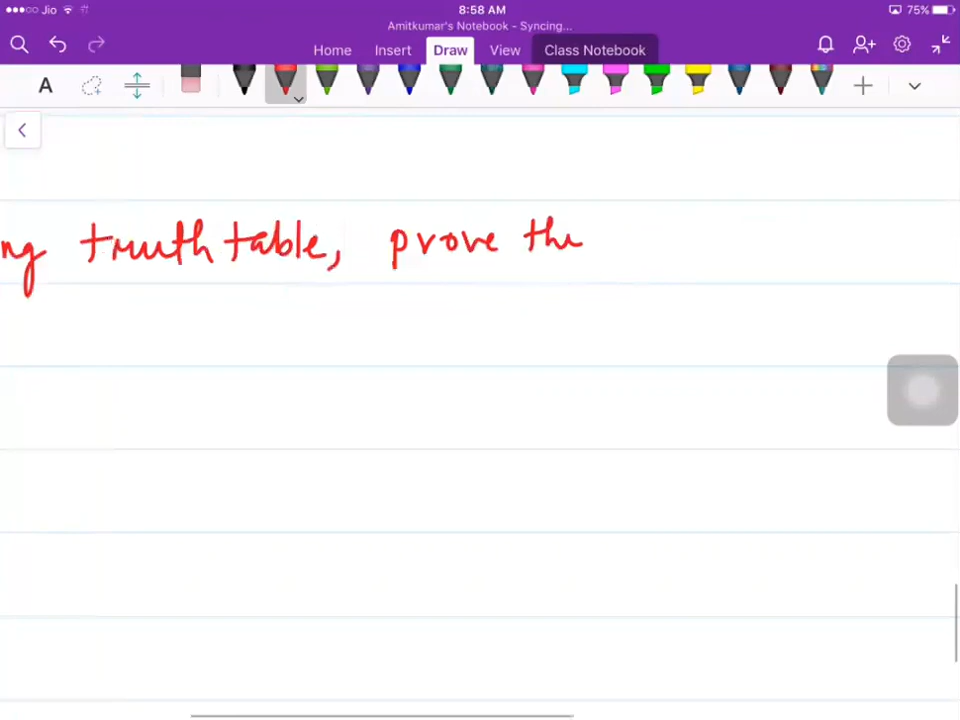 Jio
8:58 AM
75%
Amitkumar's Notebook - Syncing...
Home Insert Draw View Class Notebook
A
ng truth table, prove the